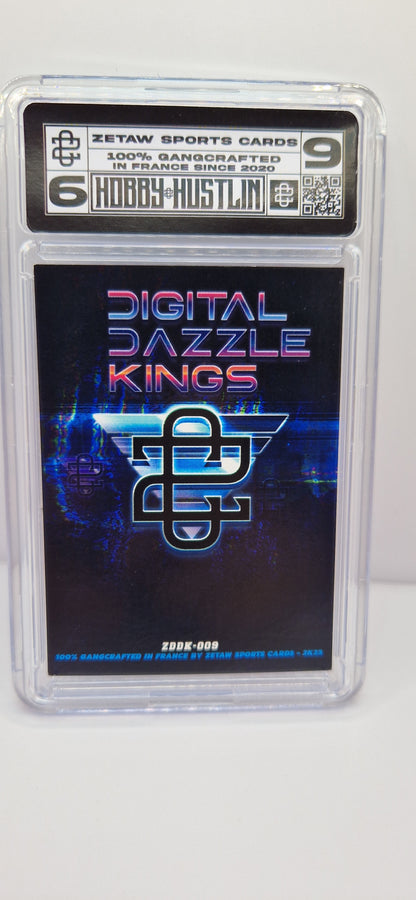 ZETAW SPORTS CARDS
100% GANGCRAFTED
IN FRANCE SINCE 2020
6
9
HOBBY HUSTLIN
DIGITAL
DAZZLE
KINGS
ZDDK-009
100% GANGCRAFTED IN FRANCE BY ZETAW SPORTS CARDS - 2K23